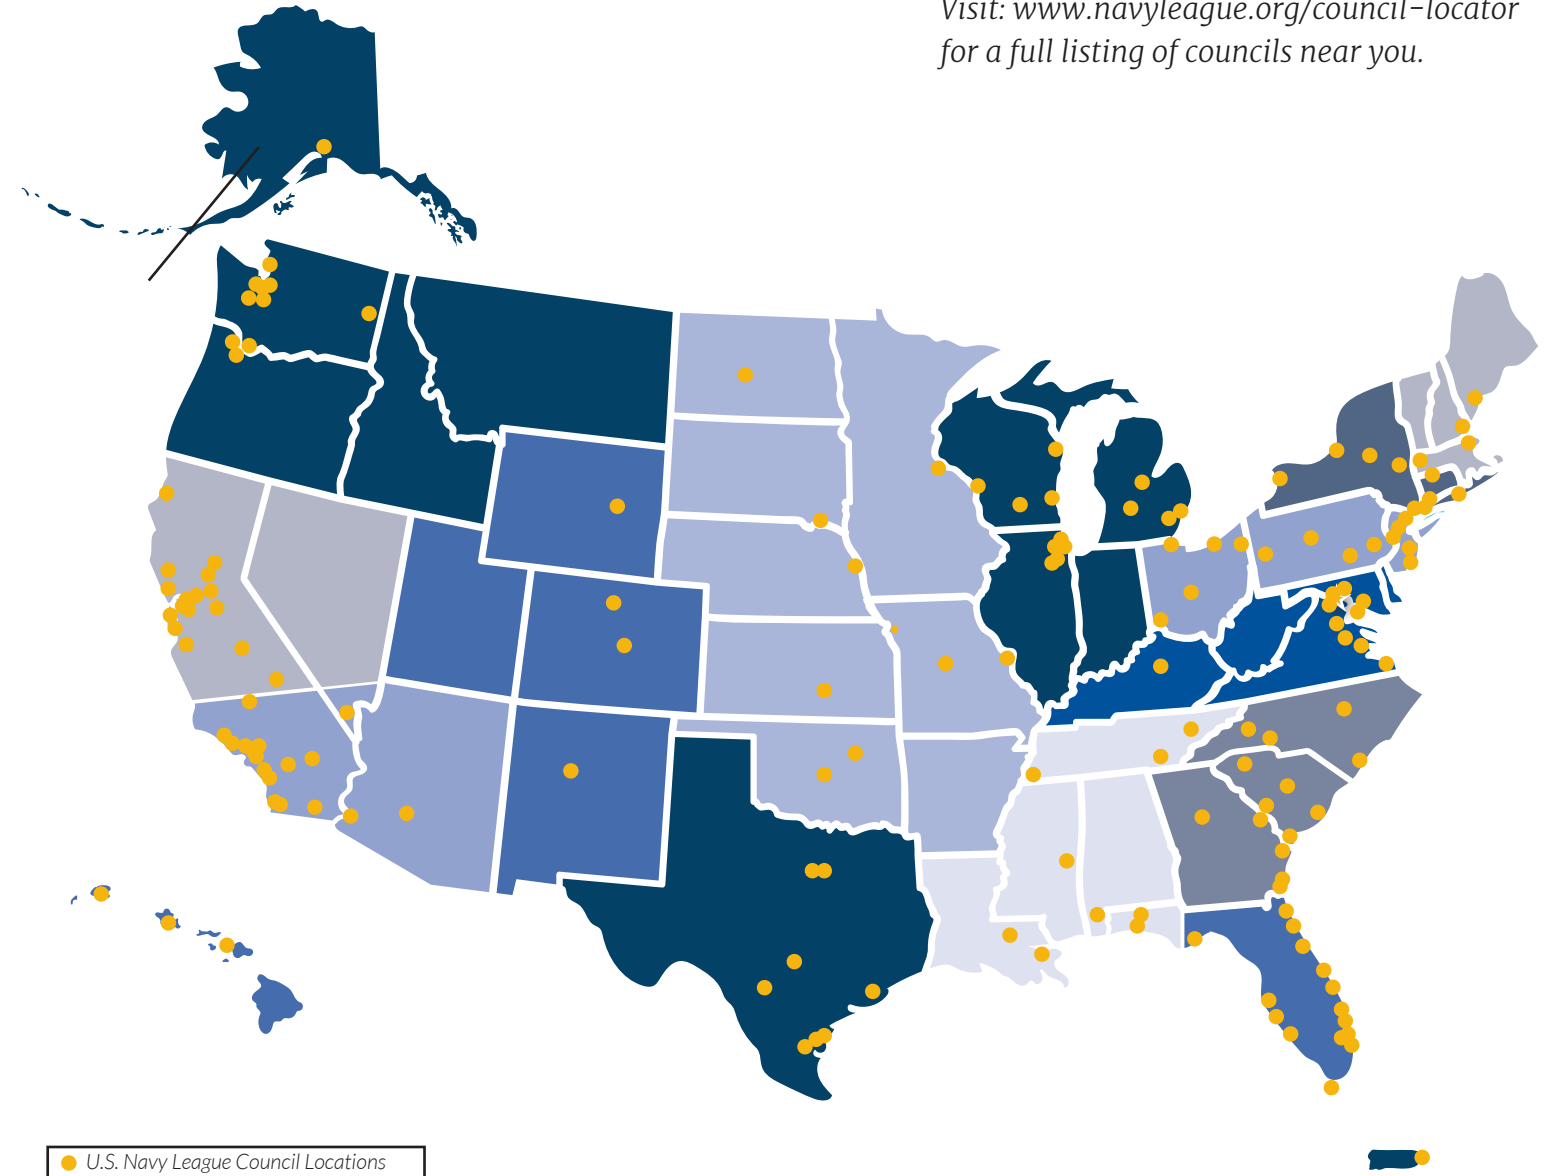 Visit: www.navyleague.org/council-locator
for a full listing of councils near you.
U.S. Navy League Council Locations